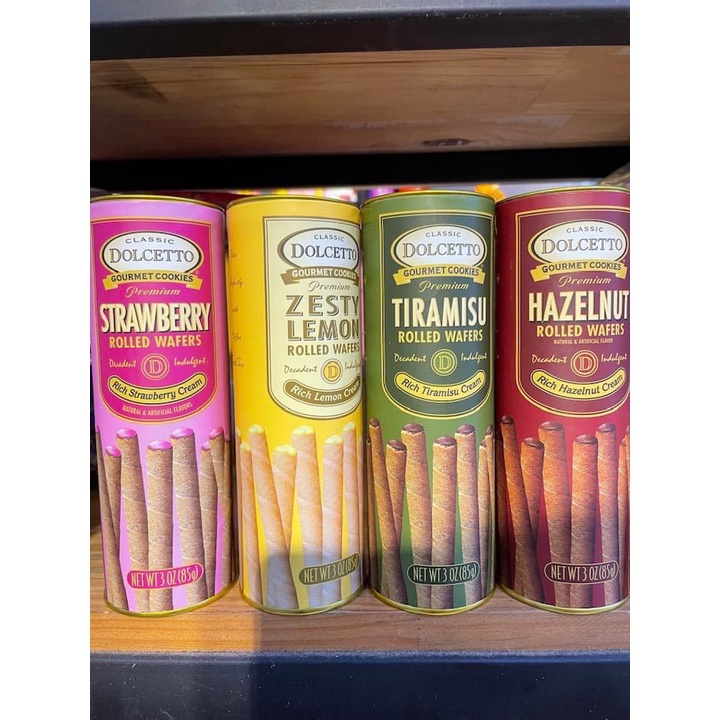 CLASSIC
DOLCETTO
GOURMET COOKIES
Premium
STRAWBERRY
ROLLED WAFERS
Decadent D Indulgent
Rich Strawberry Cream
NATURAL & ARTIFICIAL FLAVORS
NET WT 3 OZ (85g)
CLASSIC
DOLCETTO
GOURMET COOKIES
Premium
ZESTY
LEMON
ROLLED WAFERS
Decadent D Indulgent
Rich Lemon Cream
NET WT 3 OZ (85g)
CLASSIC
DOLCETTO
GOURMET COOKIES
Premium
TIRAMISU
ROLLED WAFERS
Decadent D Indulgent
Rich Tiramisu Cream
NET WT 3 OZ (85g)
CLASSIC
DOLCETTO
GOURMET COOKIES
Premium
HAZELNUT
ROLLED WAFERS
NATURAL & ARTIFICIAL FLAVOR
Decadent D Indulgent
Rich Hazelnut Cream
NET WT 3 OZ (85g)